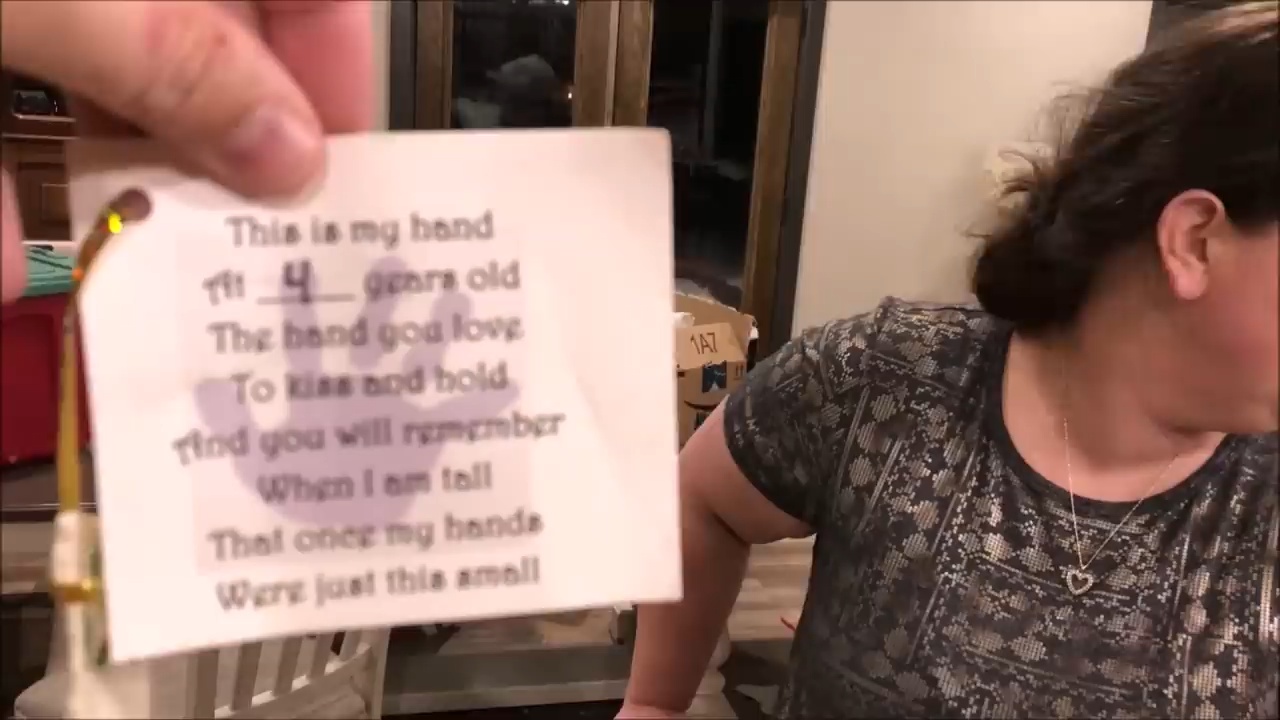 This is my hand
At 4 years old
The hand you love
To kiss and hold
And you will remember
When I am tall
That once my hands
Were just this small
1A7